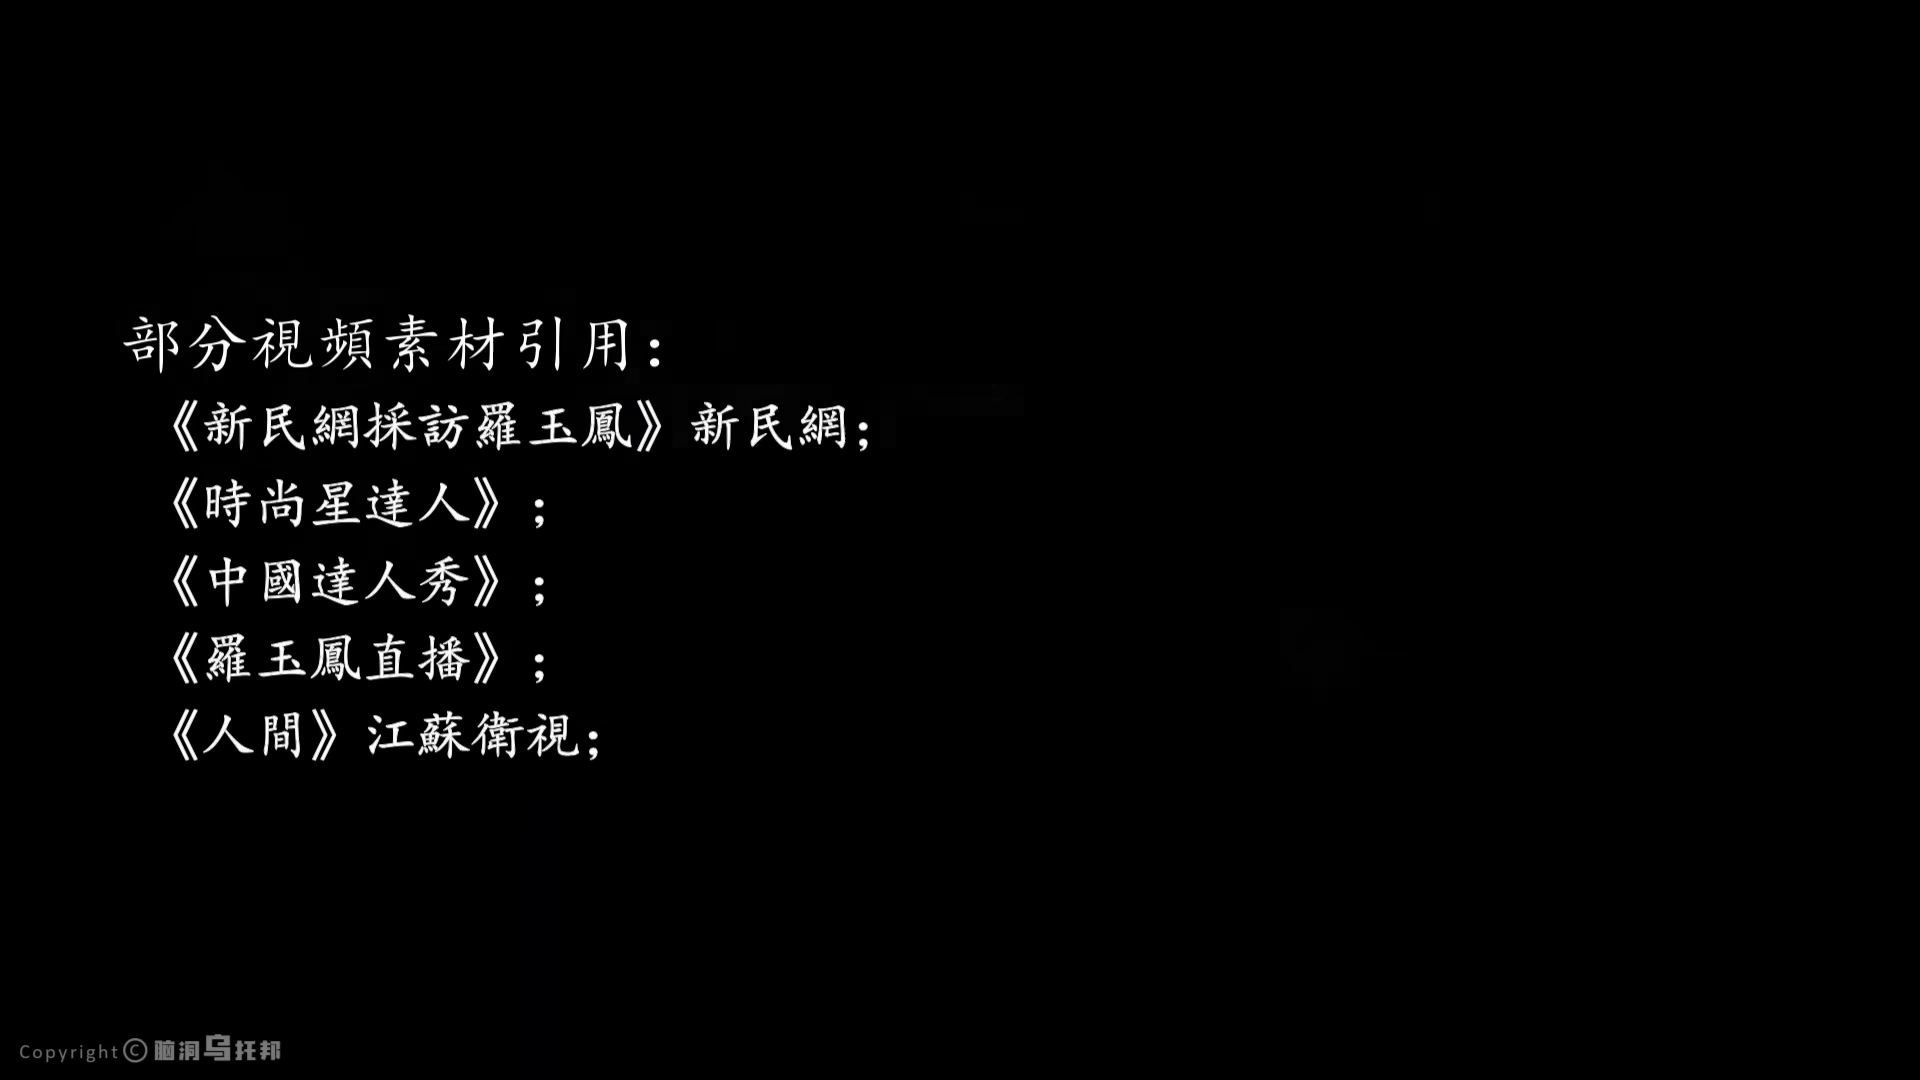 部分視頻素材引用：
《新民網採訪羅玉鳳》新民網；
《時尚星達人》；
《中國達人秀》；
《羅玉鳳直播》；
《人間》江蘇衛視；
Copyright © 脑洞乌托邦